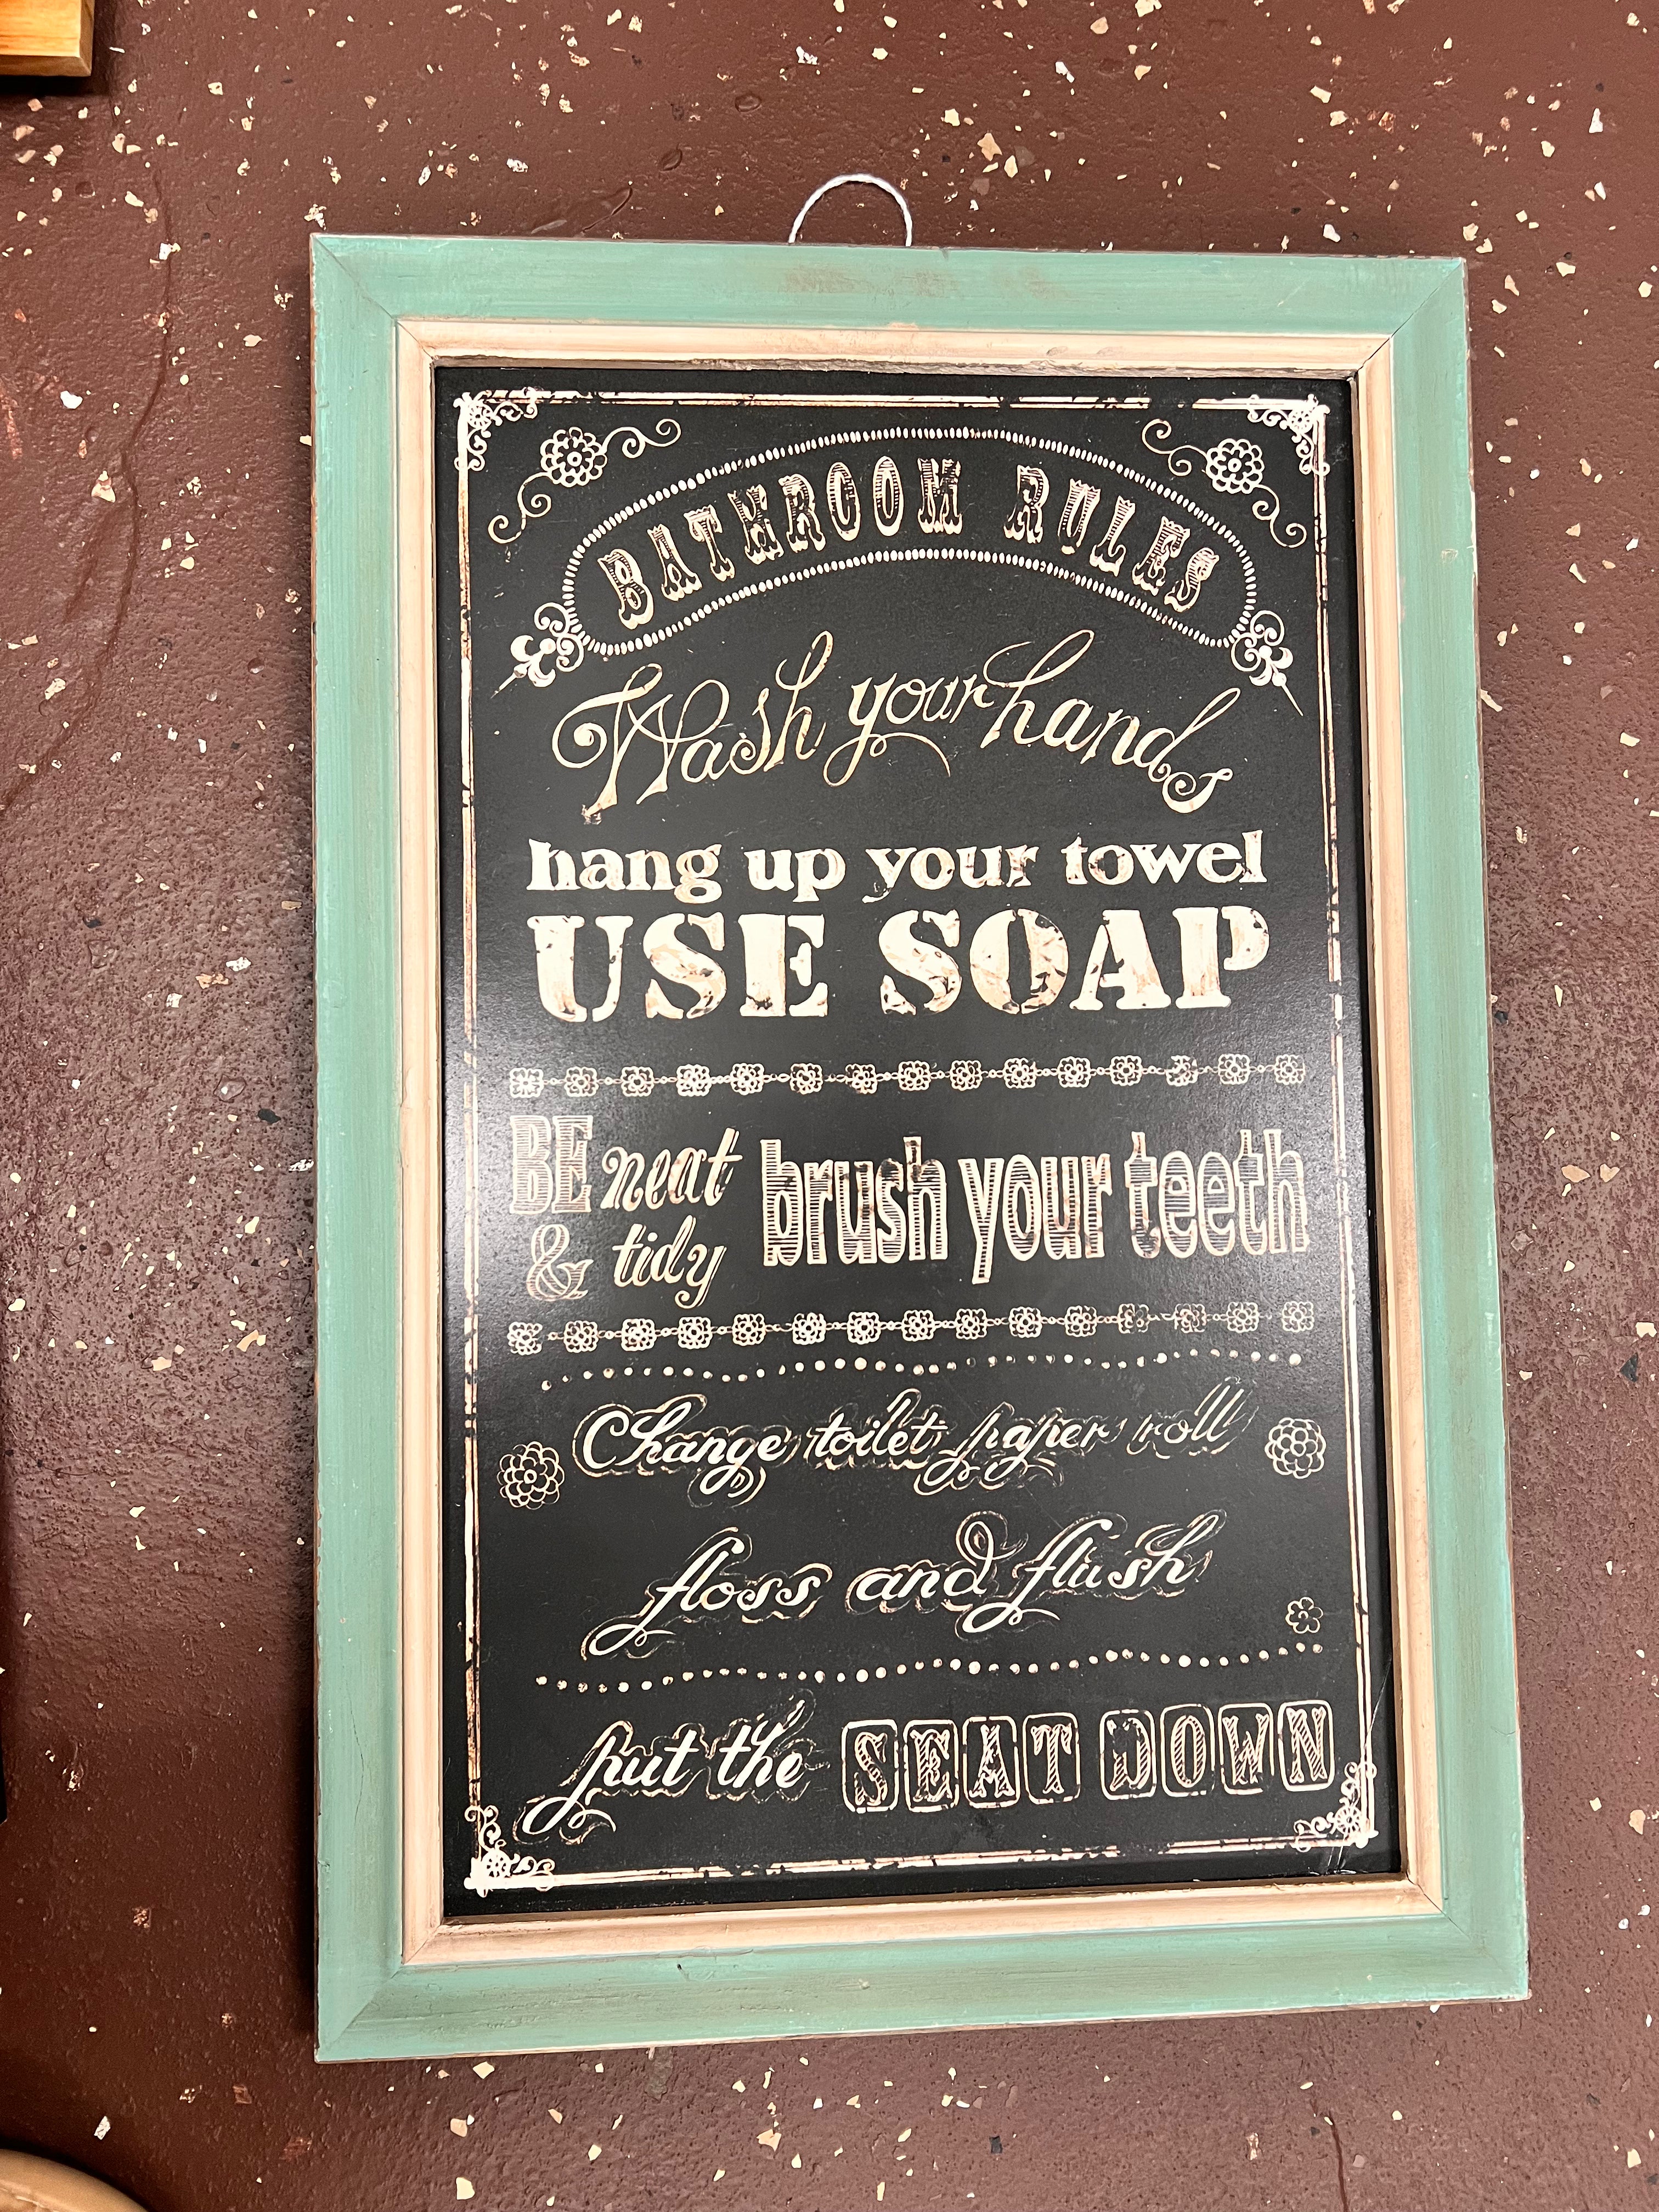 BATHROOM RULES
Wash your hands
hang up your towel
USE SOAP
BE neat
& tidy
brush your teeth
Change toilet paper roll
floss and flush
put the SEAT DOWN